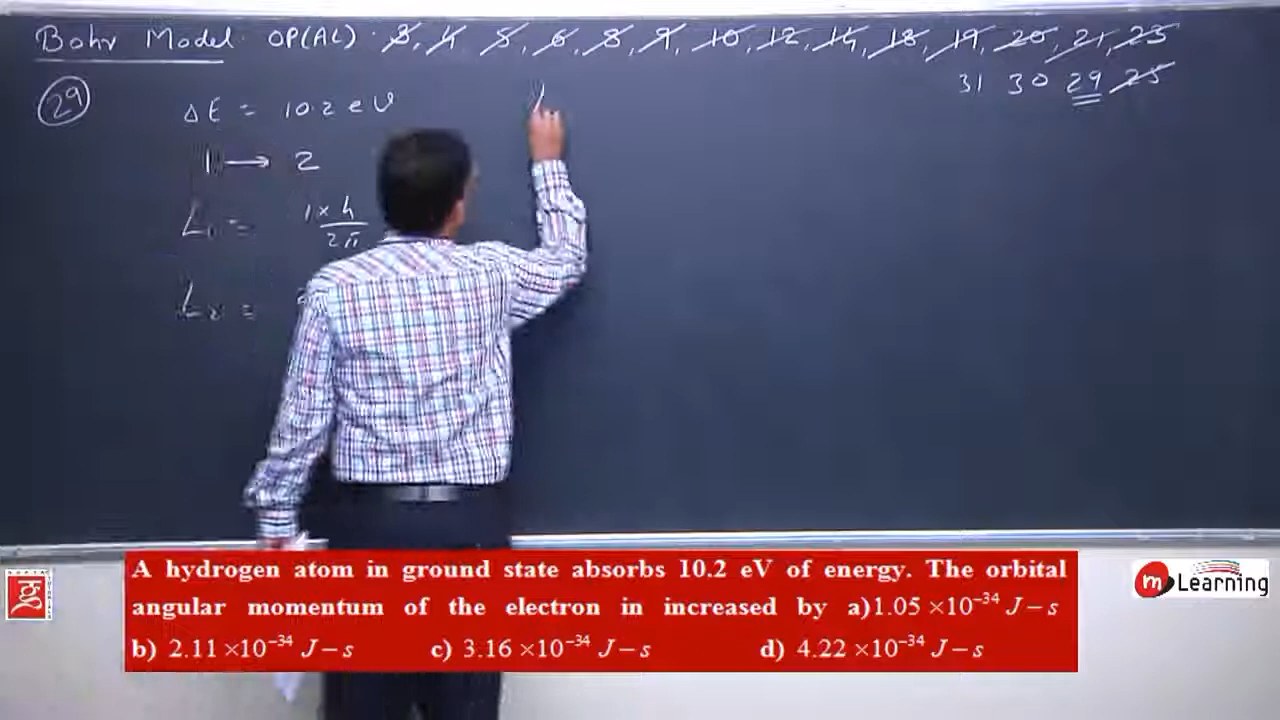 Bohr Model. OP(AL) . 3, 4 5, 6, 8, 9, 10, 12, 14, 18, 19, 20, 21, 23
31 30 29 25
29
ΔE = 10.2 eV
1 → 2
L₁ = 1 × h / 2π
L₂ =
A hydrogen atom in ground state absorbs 10.2 eV of energy. The orbital
angular momentum of the electron in increased by a) 1.05 ×10⁻³⁴ J – s
b) 2.11 ×10⁻³⁴ J – s c) 3.16 ×10⁻³⁴ J – s d) 4.22 ×10⁻³⁴ J – s
m Learning